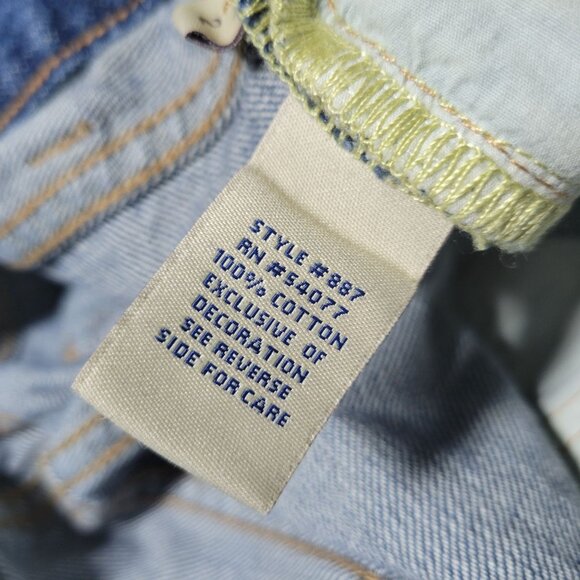 STYLE #887
RN #54077
100% COTTON
EXCLUSIVE OF
DECORATION
SEE REVERSE
SIDE FOR CARE